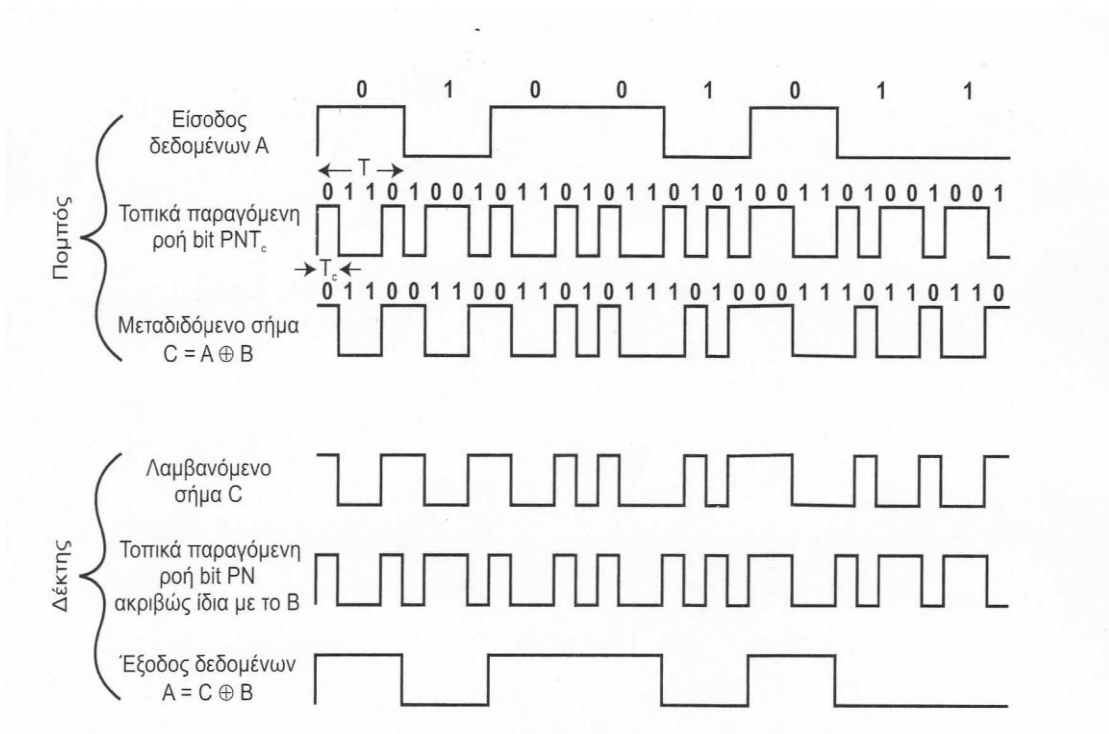 0 1 0 0 1 0 1 1
Είσοδος
δεδομένων Α
T
0 1 1 0 1 0 0 1 0 1 1 0 1 0 1 1 0 1 0 1 0 0 1 1 0 1 0 0 1 0 0 1
Πομπός
Τοπικά παραγόμενη
ροή bit PNTc
Tc
0 1 1 0 0 1 1 0 0 1 1 0 1 0 1 1 1 0 1 0 0 0 1 1 1 0 1 1 0 1 1 0
Μεταδιδόμενο σήμα
C = A ⊕ B
Λαμβανόμενο
σήμα C
Δέκτης
Τοπικά παραγόμενη
ροή bit PN
ακριβώς ίδια με το Β
Έξοδος δεδομένων
A = C ⊕ B